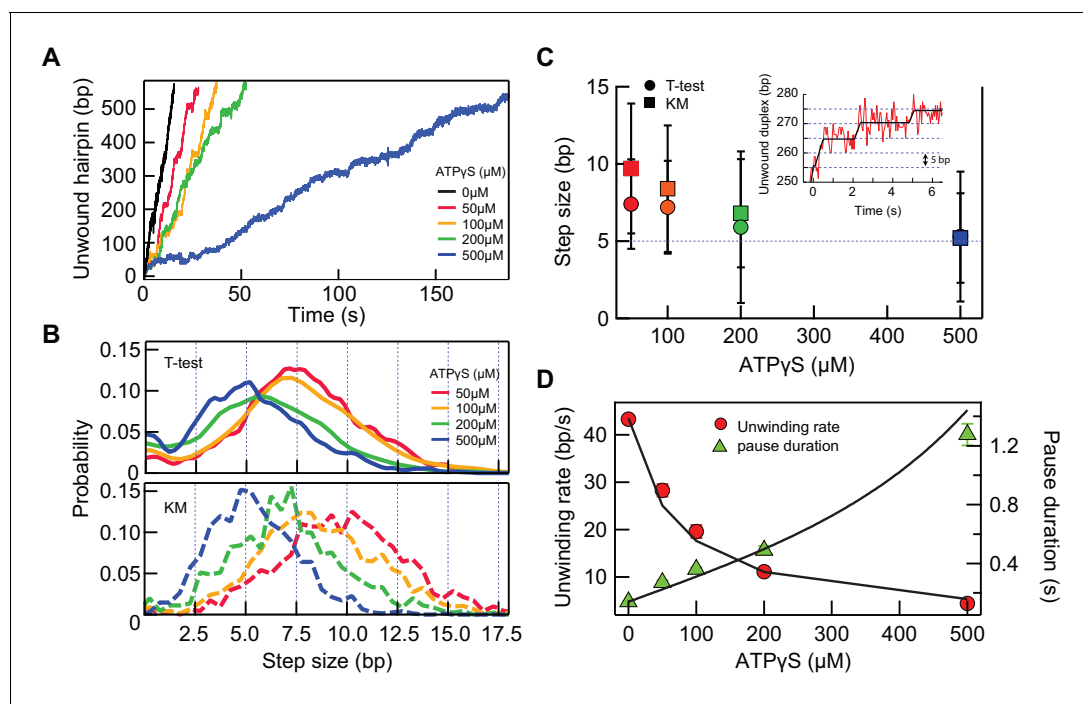 A
Unwound hairpin (bp)
500
400
300
200
100
0
0
50
100
150
Time (s)
ATPγS (µM)
0µM
50µM
100µM
200µM
500µM
B
Probability
0.15
0.10
0.05
0
T-test
ATPγS (µM)
50µM
100µM
200µM
500µM
0.15
0.10
0.05
0
KM
2.5
5.0
7.5
10.0
12.5
15.0
17.5
Step size (bp)
C
Step size (bp)
15
10
5
0
T-test
KM
Unwound duplex (bp)
280
270
260
250
5 bp
0
2
4
6
Time (s)
100
200
300
400
500
ATPγS (µM)
D
Unwinding rate (bp/s)
40
30
20
10
Unwinding rate
pause duration
1.2
0.8
0.4
0
Pause duration (s)
0
100
200
300
400
500
ATPγS (µM)